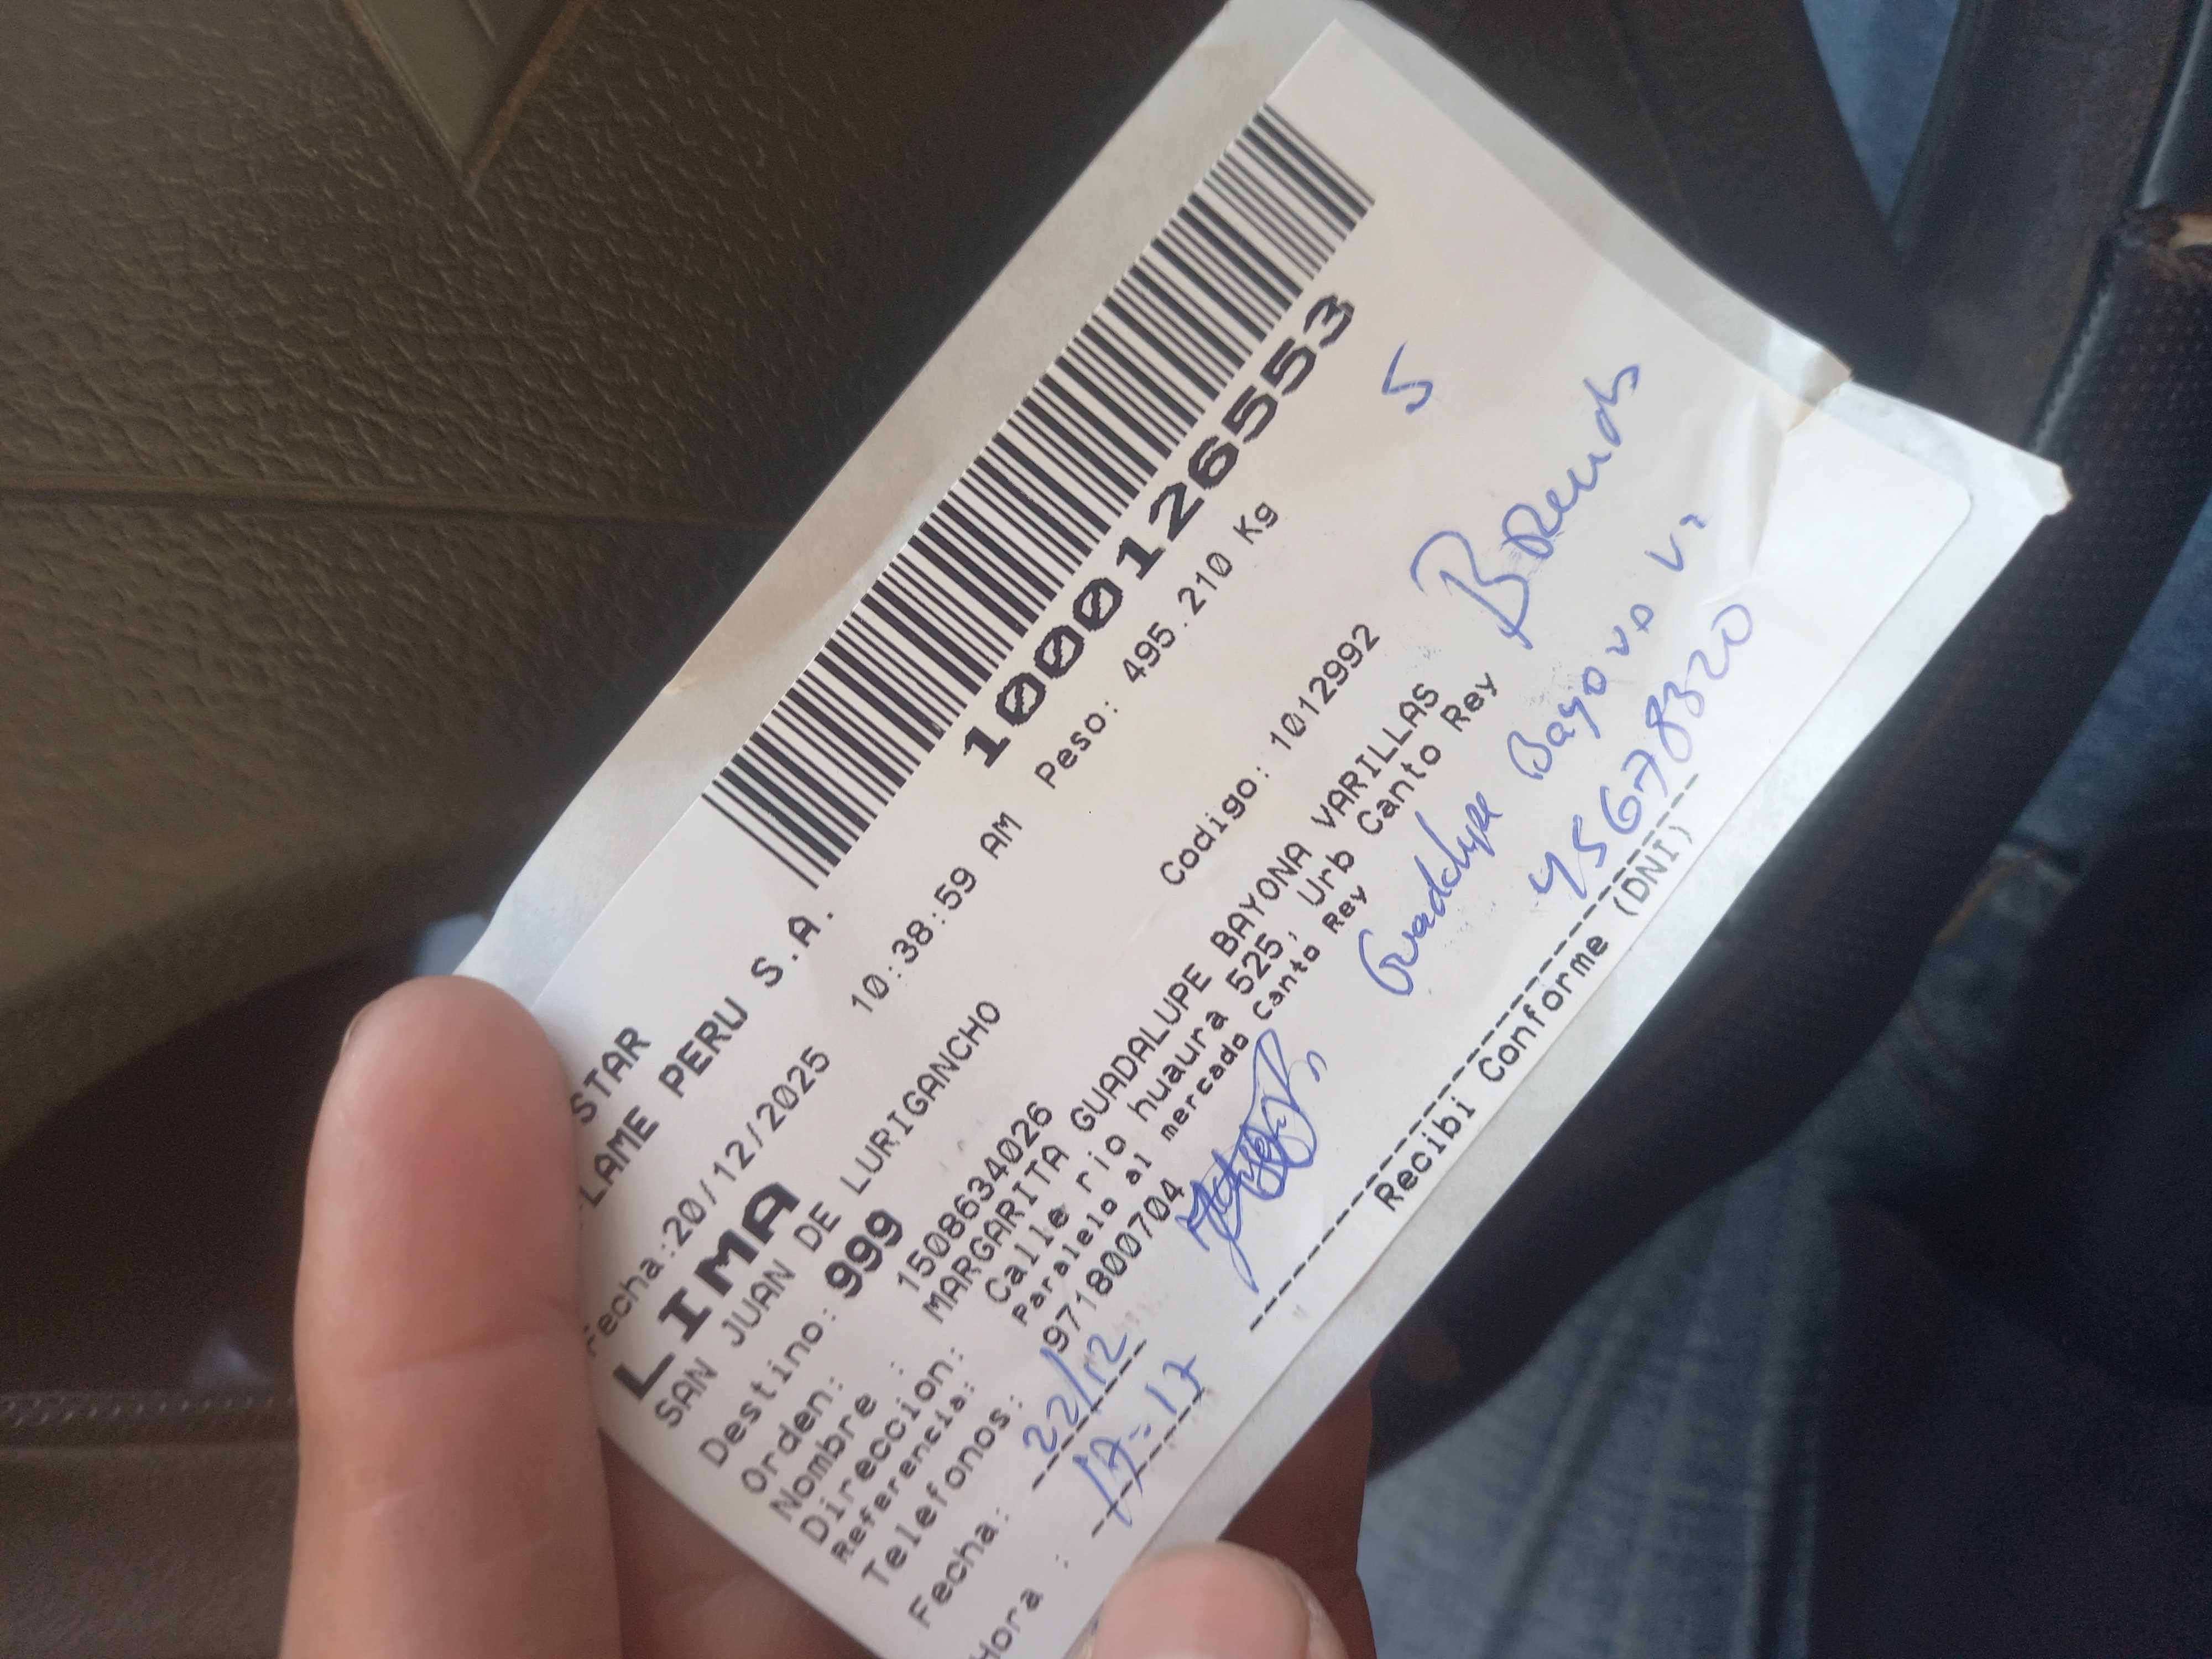 STAR
LAME PERU S.A.
1000126553
Fecha:20/12/2025 10:38:59 AM Peso: 495.210 Kg
LIMA
SAN JUAN DE LURIGANCHO
5
Destino: 999 Codigo: 1012992
Orden: 1508634026
Nombre : MARGARITA GUADALUPE BAYONA VARILLAS
Direccion: Calle rio huaura 525, Urb Canto Rey
Referencia: Paralelo al mercado Canto Rey
Telefonos: 971800704
Guadalupe Bayona V.
45678320
Fecha: 22/12
Hora : 17-17
Recibi Conforme (DNI)